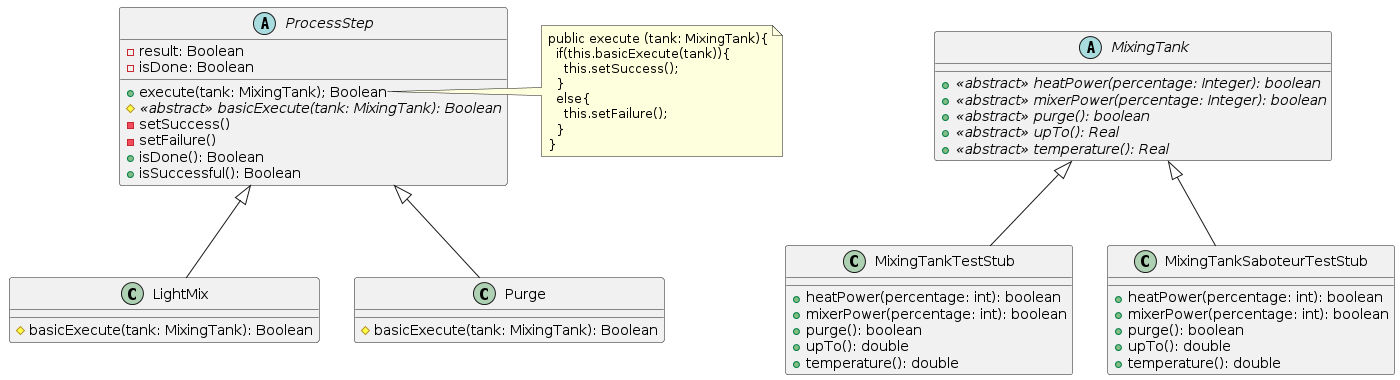 A ProcessStep
result: Boolean
isDone: Boolean
execute(tank: MixingTank); Boolean
«abstract» basicExecute(tank: MixingTank): Boolean
setSuccess()
setFailure()
isDone(): Boolean
isSuccessful(): Boolean
public execute (tank: MixingTank){
if(this.basicExecute(tank)){
this.setSuccess();
}
else{
this.setFailure();
}
}
A MixingTank
«abstract» heatPower(percentage: Integer): boolean
«abstract» mixerPower(percentage: Integer): boolean
«abstract» purge(): boolean
«abstract» upTo(): Real
«abstract» temperature(): Real
C LightMix
basicExecute(tank: MixingTank): Boolean
C Purge
basicExecute(tank: MixingTank): Boolean
C MixingTankTestStub
heatPower(percentage: int): boolean
mixerPower(percentage: int): boolean
purge(): boolean
upTo(): double
temperature(): double
C MixingTankSaboteurTestStub
heatPower(percentage: int): boolean
mixerPower(percentage: int): boolean
purge(): boolean
upTo(): double
temperature(): double